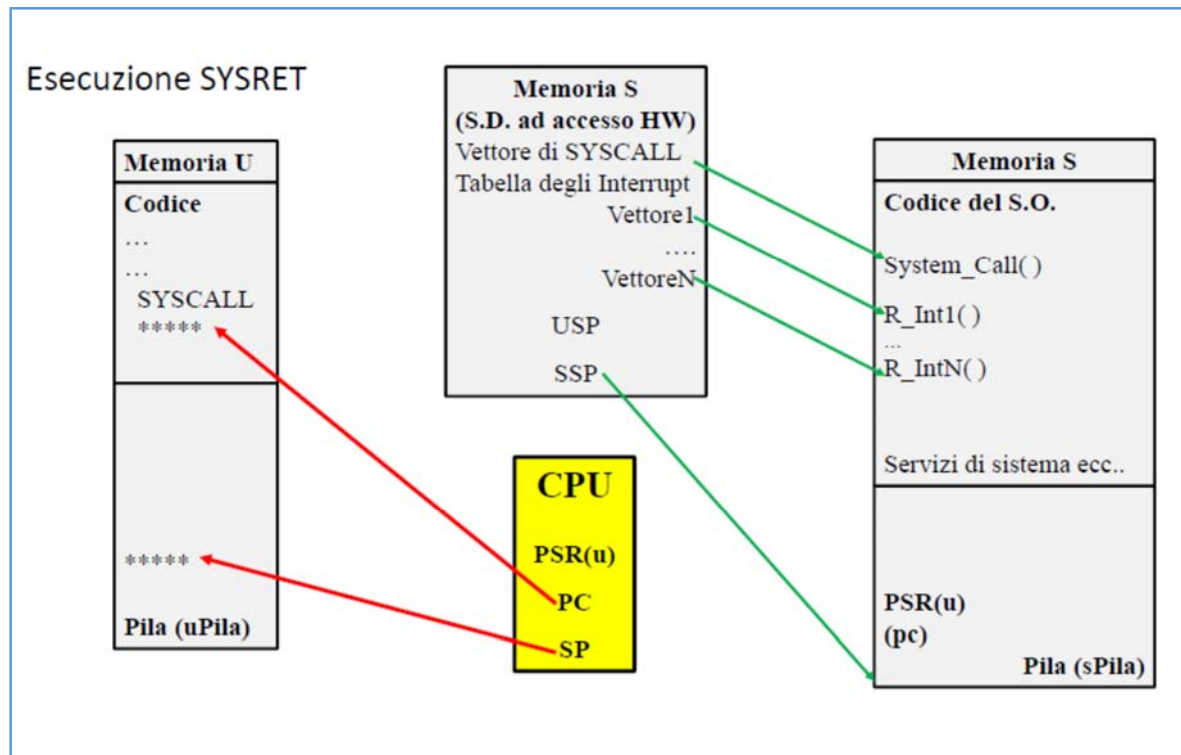 Esecuzione SYSRET
Memoria U
Codice
...
...
SYSCALL
*****
*****
Pila (uPila)
Memoria S
(S.D. ad accesso HW)
Vettore di SYSCALL
Tabella degli Interrupt
Vettore1
....
VettoreN
USP
SSP
CPU
PSR(u)
PC
SP
Memoria S
Codice del S.O.
System_Call( )
R_Int1( )
...
R_IntN( )
Servizi di sistema ecc..
PSR(u)
(pc)
Pila (sPila)